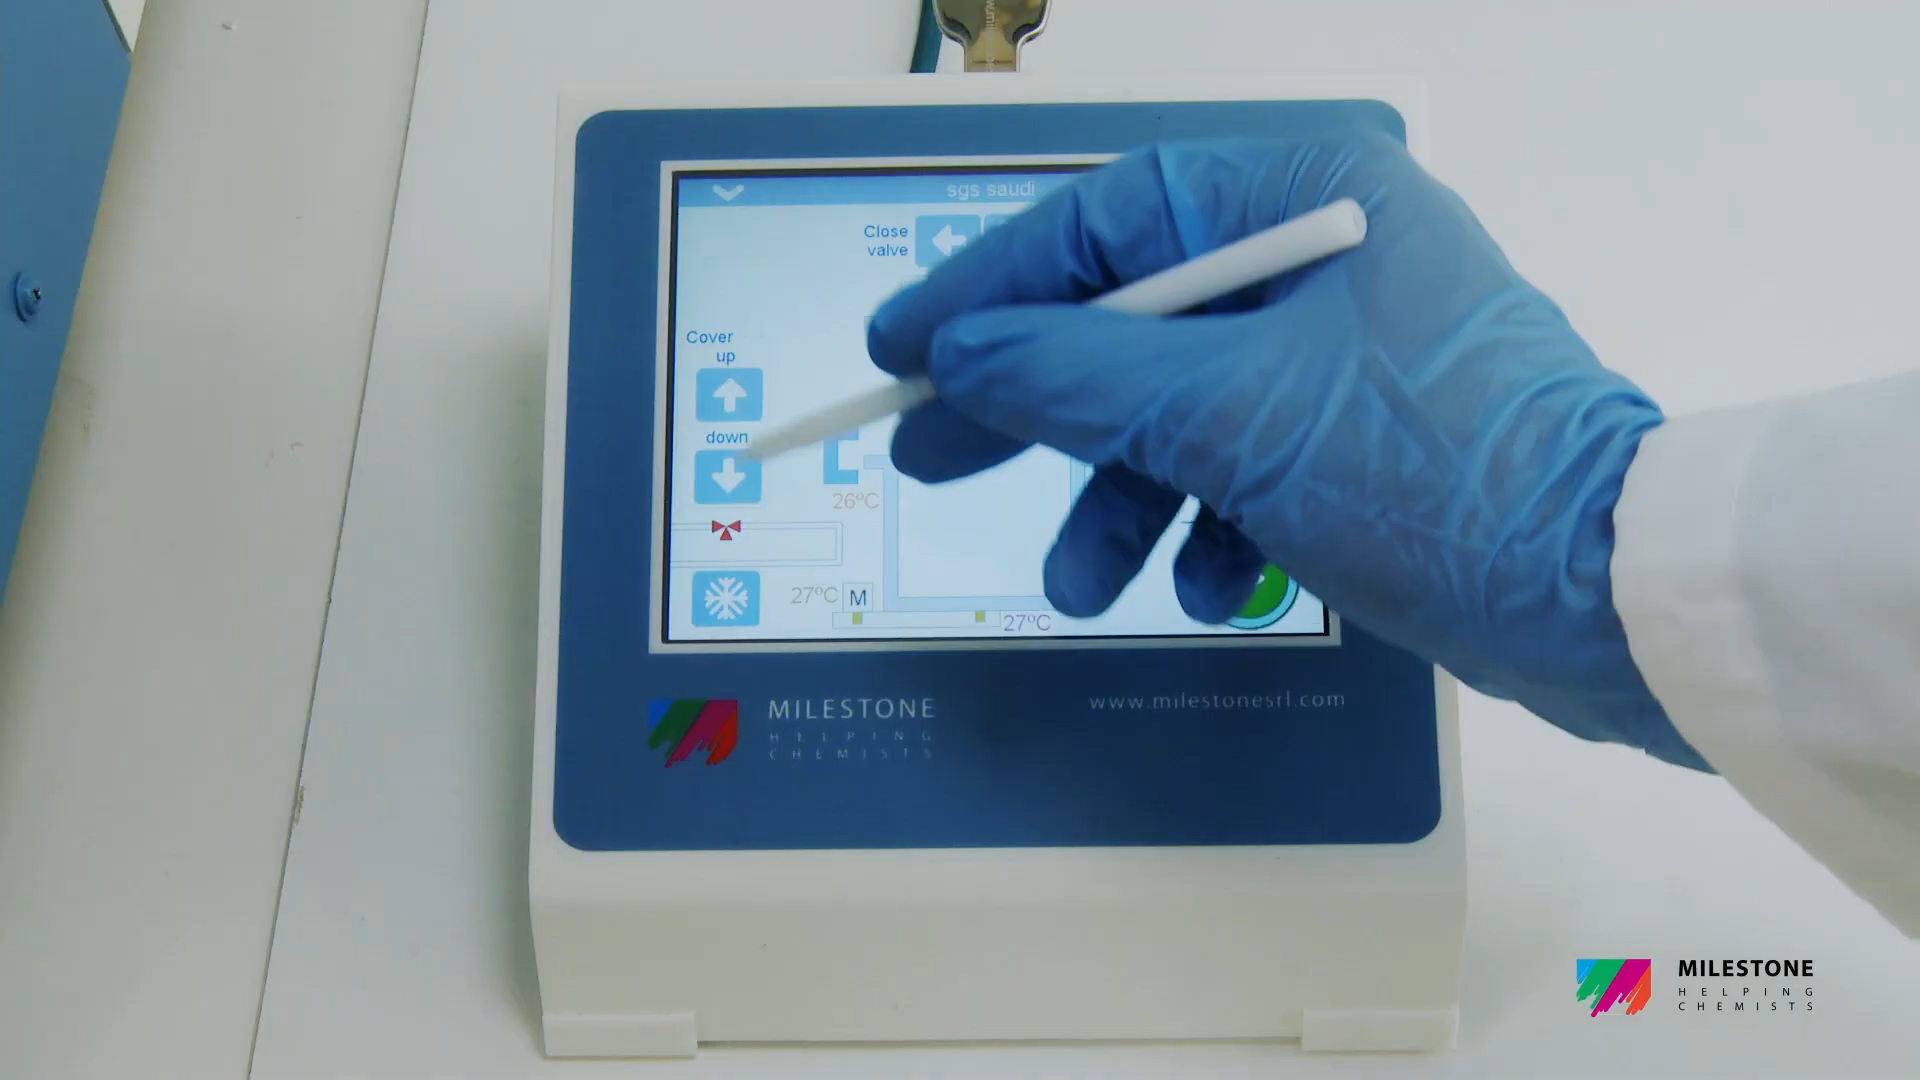 sgs saudi
Close
valve
Cover
up
down
26°C
27°C
M
27°C
MILESTONE
HELPING
CHEMISTS
www.milestonesrl.com
MILESTONE
HELPING
CHEMISTS